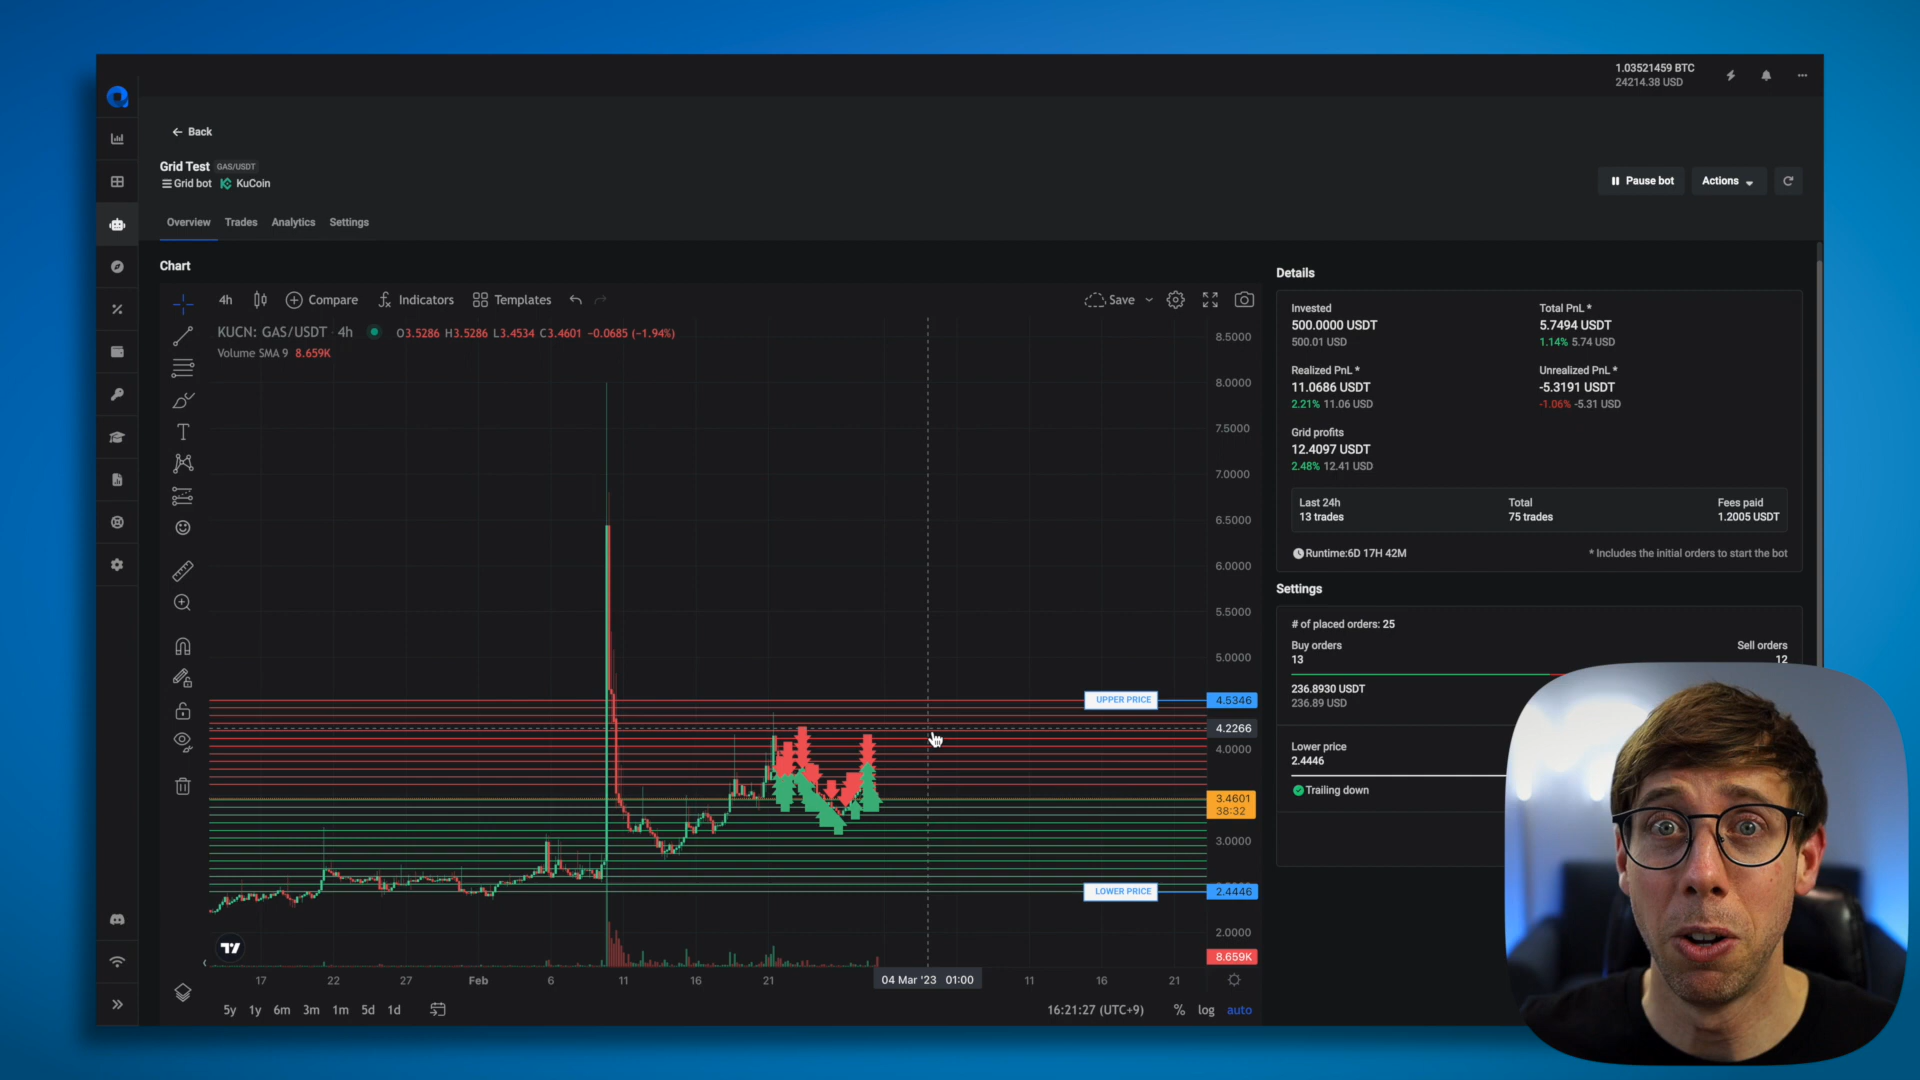 1.03521459 BTC
24214.38 USD
Back
Grid Test GAS/USDT
Grid bot KuCoin
Pause bot
Actions
Overview Trades Analytics Settings
Chart
4h Compare Indicators Templates Save
KUCN: GAS/USDT · 4h O3.5286 H3.5286 L3.4534 C3.4601 −0.0685 (−1.94%)
Volume SMA 9 8.659K
8.5000
8.0000
7.5000
7.0000
6.5000
6.0000
5.5000
5.0000
UPPER PRICE 4.5346
4.2266
4.0000
3.4601
38:32
3.0000
LOWER PRICE 2.4446
2.0000
8.659K
17 22 27 Feb 6 11 16 21 04 Mar '23 01:00 11 16 21
5y 1y 6m 3m 1m 5d 1d 16:21:27 (UTC+9) % log auto
Details
Invested
500.0000 USDT
500.01 USD
Total PnL *
5.7494 USDT
1.14% 5.74 USD
Realized PnL *
11.0686 USDT
2.21% 11.06 USD
Unrealized PnL *
-5.3191 USDT
-1.06% -5.31 USD
Grid profits
12.4097 USDT
2.48% 12.41 USD
Last 24h
13 trades
Total
75 trades
Fees paid
1.2005 USDT
Runtime:6D 17H 42M
* Includes the initial orders to start the bot
Settings
# of placed orders: 25
Buy orders
13
Sell orders
12
236.8930 USDT
236.89 USD
Lower price
2.4446
Trailing down